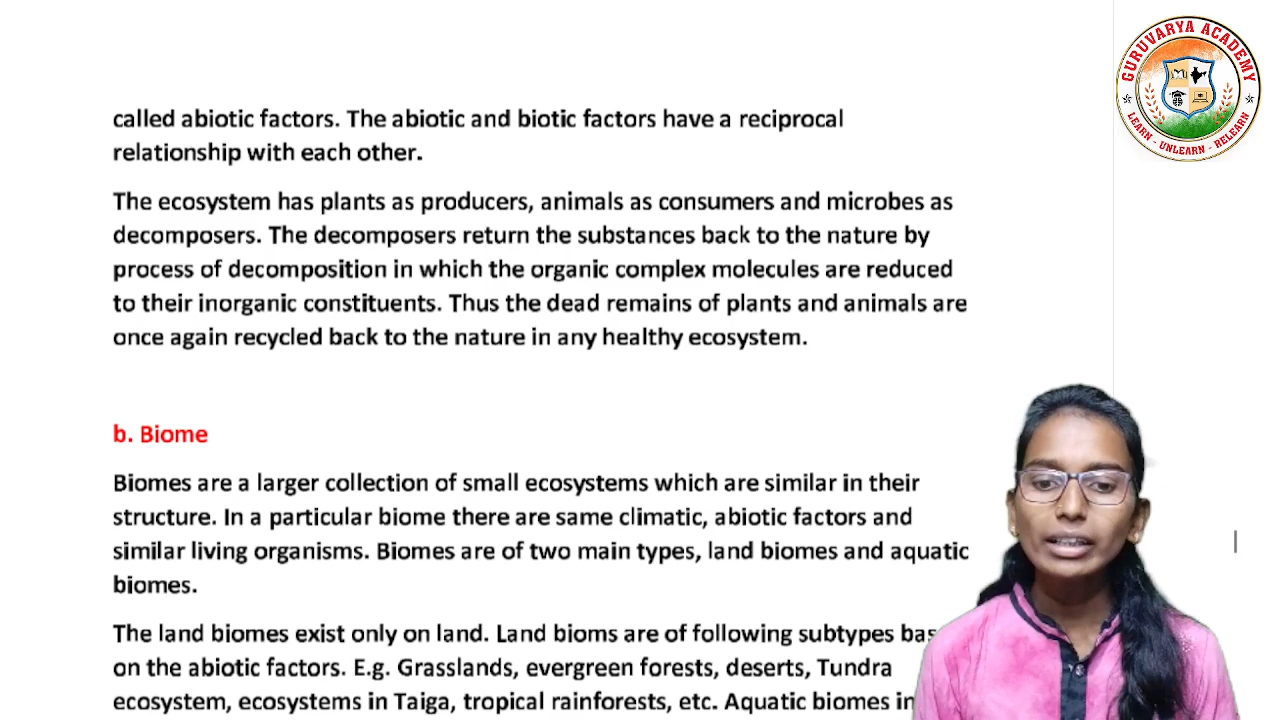 called abiotic factors. The abiotic and biotic factors have a reciprocal
relationship with each other.
The ecosystem has plants as producers, animals as consumers and microbes as
decomposers. The decomposers return the substances back to the nature by
process of decomposition in which the organic complex molecules are reduced
to their inorganic constituents. Thus the dead remains of plants and animals are
once again recycled back to the nature in any healthy ecosystem.
b. Biome
Biomes are a larger collection of small ecosystems which are similar in their
structure. In a particular biome there are same climatic, abiotic factors and
similar living organisms. Biomes are of two main types, land biomes and aquatic
biomes.
The land biomes exist only on land. Land bioms are of following subtypes bas
on the abiotic factors. E.g. Grasslands, evergreen forests, deserts, Tundra
ecosystem, ecosystems in Taiga, tropical rainforests, etc. Aquatic biomes in
GURUVARYA ACADEMY
LEARN - UNLEARN - RELEARN